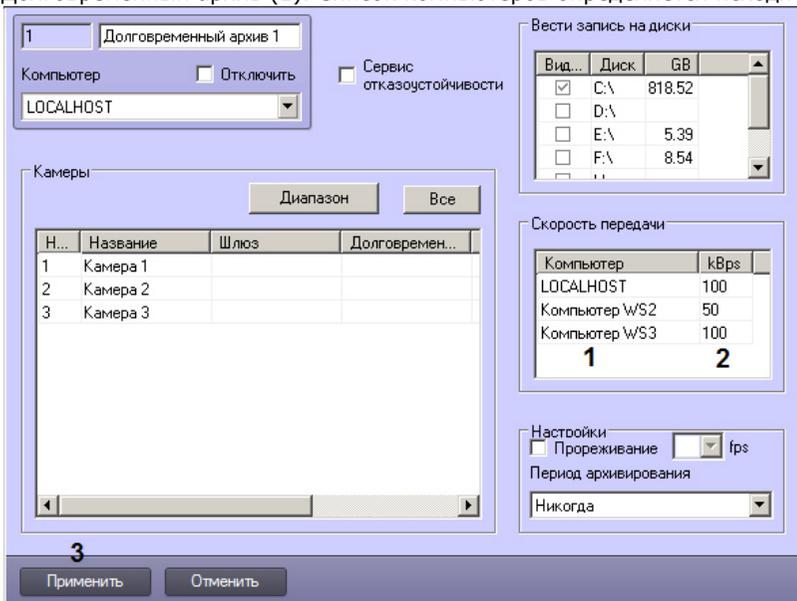 1
Долговременный архив 1
Компьютер
Отключить
LOCALHOST
Сервис
отказоустойчивости
Вести запись на диски
Вид... Диск GB
C:\ 818.52
D:\
E:\ 5.39
F:\ 8.54
Камеры
Диапазон
Все
Н... Название Шлюз Долговремен...
1 Камера 1
2 Камера 2
3 Камера 3
Скорость передачи
Компьютер kBps
LOCALHOST 100
Компьютер WS2 50
Компьютер WS3 100
1 2
Настройки
Прореживание fps
Период архивирования
Никогда
3
Применить Отменить